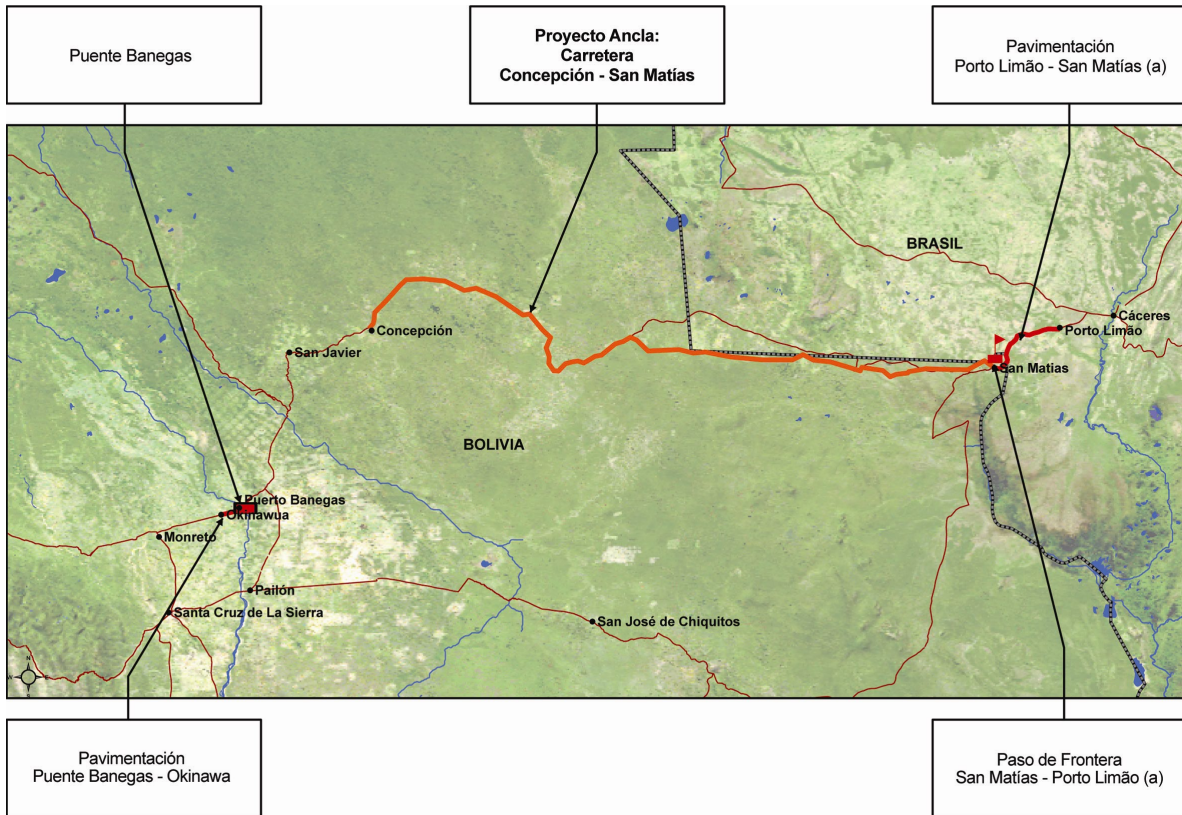 Puente Banegas
Proyecto Ancla:
Carretera
Concepción - San Matías
Pavimentación
Porto Limão - San Matías (a)
BRASIL
Cáceres
Porto Limão
Concepción
San Javier
San Matias
BOLIVIA
Puerto Banegas
Okinawua
Monreto
Pailón
Santa Cruz de La Sierra
San José de Chiquitos
N
W
E
S
Pavimentación
Puente Banegas - Okinawa
Paso de Frontera
San Matías - Porto Limão (a)